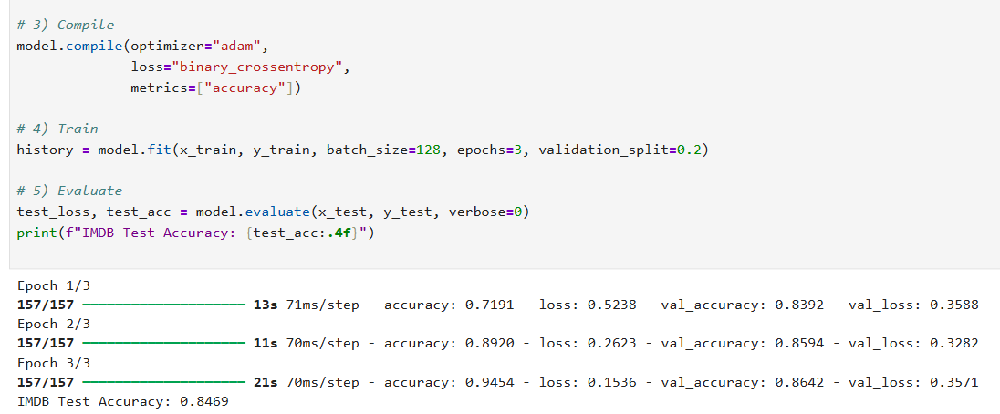 # 3) Compile
model.compile(optimizer="adam",
              loss="binary_crossentropy",
              metrics=["accuracy"])
# 4) Train
history = model.fit(x_train, y_train, batch_size=128, epochs=3, validation_split=0.2)
# 5) Evaluate
test_loss, test_acc = model.evaluate(x_test, y_test, verbose=0)
print(f"IMDB Test Accuracy: {test_acc:.4f}")
Epoch 1/3
157/157 ━━━━━━━━━━━━━━━━━━━━ 13s 71ms/step - accuracy: 0.7191 - loss: 0.5238 - val_accuracy: 0.8392 - val_loss: 0.3588
Epoch 2/3
157/157 ━━━━━━━━━━━━━━━━━━━━ 11s 70ms/step - accuracy: 0.8920 - loss: 0.2623 - val_accuracy: 0.8594 - val_loss: 0.3282
Epoch 3/3
157/157 ━━━━━━━━━━━━━━━━━━━━ 21s 70ms/step - accuracy: 0.9454 - loss: 0.1536 - val_accuracy: 0.8642 - val_loss: 0.3571
IMDB Test Accuracy: 0.8469